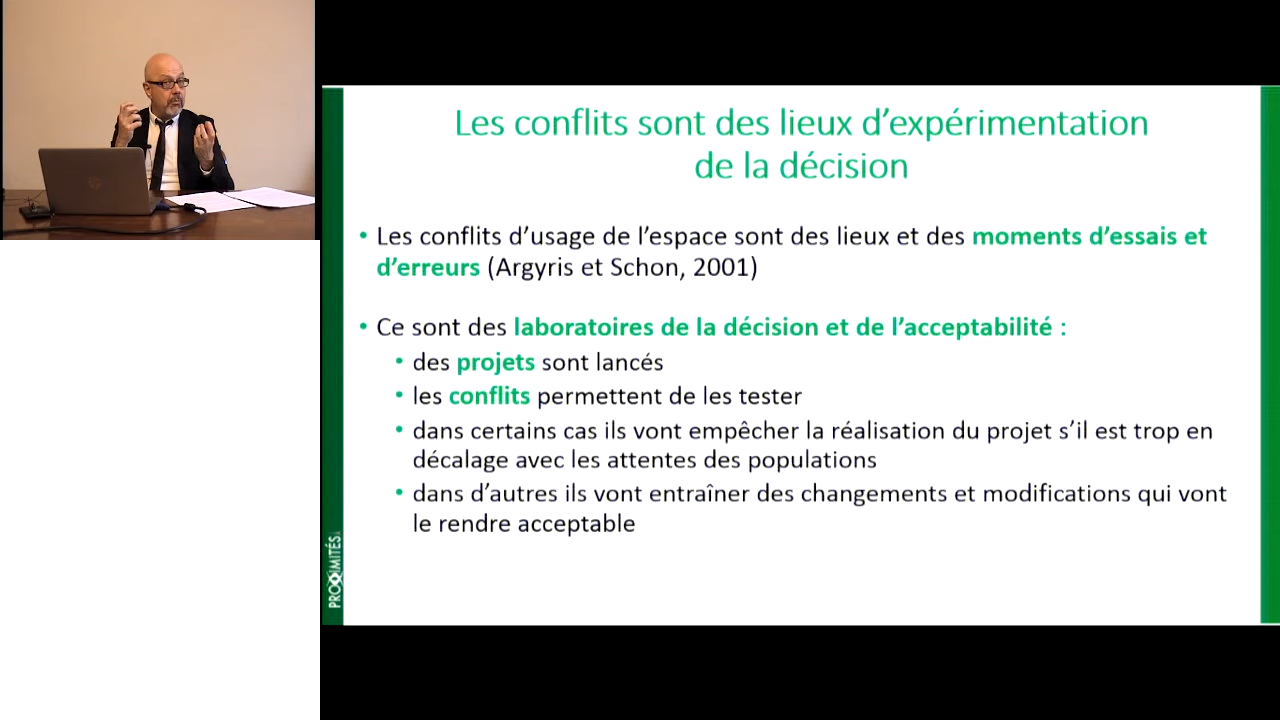 Les conflits sont des lieux d’expérimentation
de la décision
• Les conflits d’usage de l’espace sont des lieux et des moments d’essais et
d’erreurs (Argyris et Schon, 2001)
• Ce sont des laboratoires de la décision et de l’acceptabilité :
• des projets sont lancés
• les conflits permettent de les tester
• dans certains cas ils vont empêcher la réalisation du projet s’il est trop en
décalage avec les attentes des populations
• dans d’autres ils vont entraîner des changements et modifications qui vont
le rendre acceptable
PROXIMITÉS